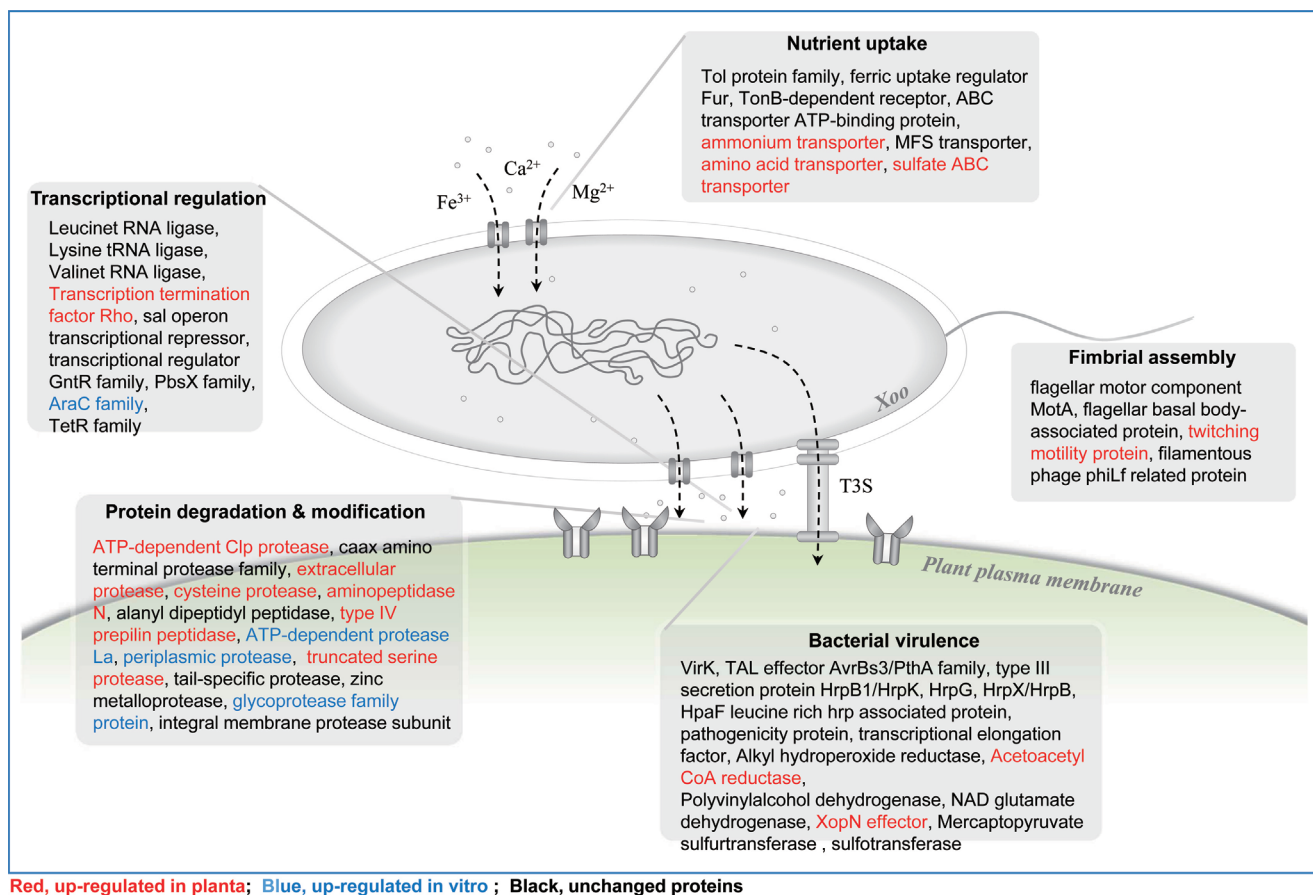 Nutrient uptake
Tol protein family, ferric uptake regulator
Fur, TonB-dependent receptor, ABC
transporter ATP-binding protein,
ammonium transporter, MFS transporter,
amino acid transporter, sulfate ABC
transporter
Ca²⁺
Fe³⁺
Mg²⁺
Transcriptional regulation
Leucinet RNA ligase,
Lysine tRNA ligase,
Valinet RNA ligase,
Transcription termination
factor Rho, sal operon
transcriptional repressor,
transcriptional regulator
GntR family, PbsX family,
AraC family,
TetR family
Xoo
Fimbrial assembly
flagellar motor component
MotA, flagellar basal body-
associated protein, twitching
motility protein, filamentous
phage phiLf related protein
T3S
Plant plasma membrane
Protein degradation & modification
ATP-dependent Clp protease, caax amino
terminal protease family, extracellular
protease, cysteine protease, aminopeptidase
N, alanyl dipeptidyl peptidase, type IV
prepilin peptidase, ATP-dependent protease
La, periplasmic protease, truncated serine
protease, tail-specific protease, zinc
metalloprotease, glycoprotease family
protein, integral membrane protease subunit
Bacterial virulence
VirK, TAL effector AvrBs3/PthA family, type III
secretion protein HrpB1/HrpK, HrpG, HrpX/HrpB,
HpaF leucine rich hrp associated protein,
pathogenicity protein, transcriptional elongation
factor, Alkyl hydroperoxide reductase, Acetoacetyl
CoA reductase,
Polyvinylalcohol dehydrogenase, NAD glutamate
dehydrogenase, XopN effector, Mercaptopyruvate
sulfurtransferase , sulfotransferase
Red, up-regulated in planta; Blue, up-regulated in vitro ; Black, unchanged proteins